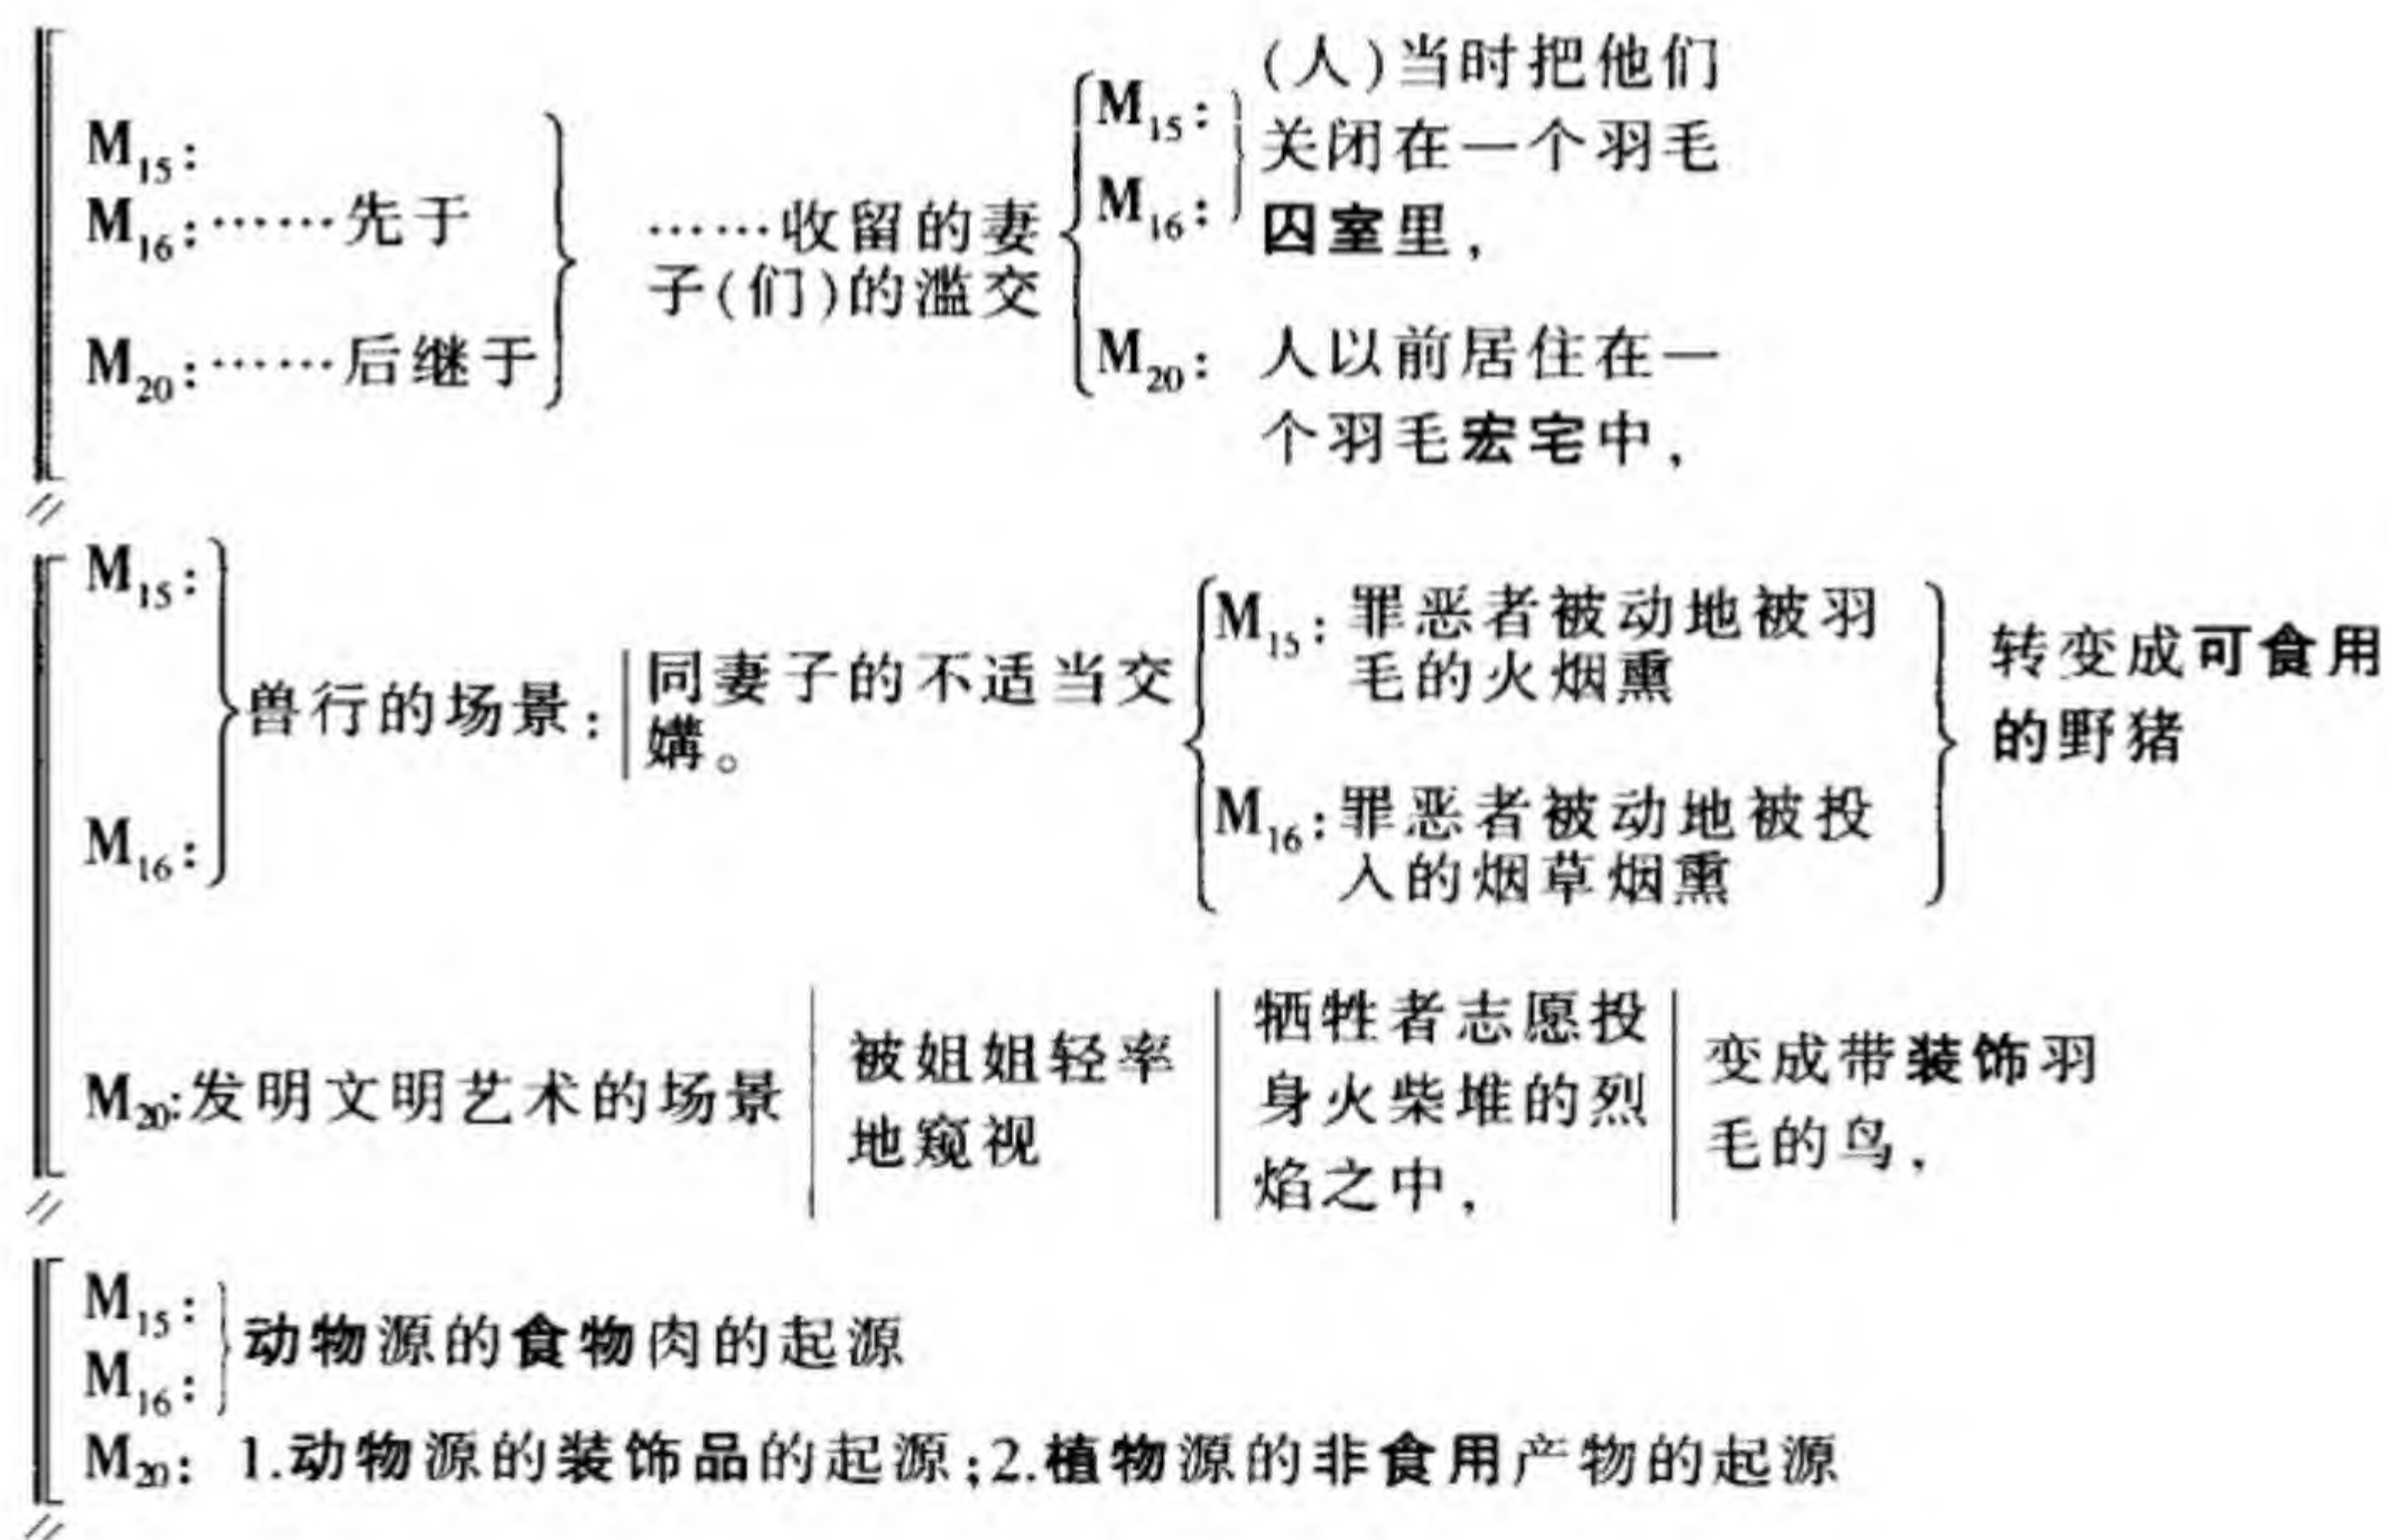 M15:
M16:……先于
M20:……后继于
……收留的妻
子(们)的滥交
M15:
M16:
(人)当时把他们
关闭在一个羽毛
囚室里,
M20: 人以前居住在一
个羽毛宏宅中,
M15:
M16:
兽行的场景:
同妻子的不适当交
媾。
M15:罪恶者被动地被羽
毛的火烟熏
M16:罪恶者被动地被投
入的烟草烟熏
转变成可食用
的野猪
M20:发明文明艺术的场景
被姐姐轻率
地窥视
牺牲者志愿投
身火柴堆的烈
焰之中,
变成带装饰羽
毛的鸟,
M15:
M16:
动物源的食物肉的起源
M20: 1.动物源的装饰品的起源;2.植物源的非食用产物的起源